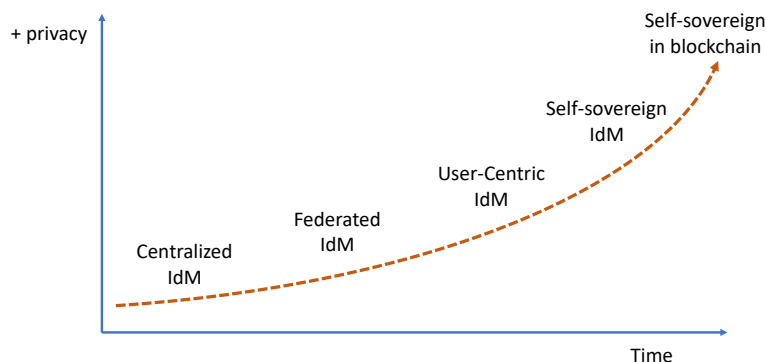 Self-sovereign
in blockchain
+ privacy
Self-sovereign
IdM
User-Centric
IdM
Federated
IdM
Centralized
IdM
Time